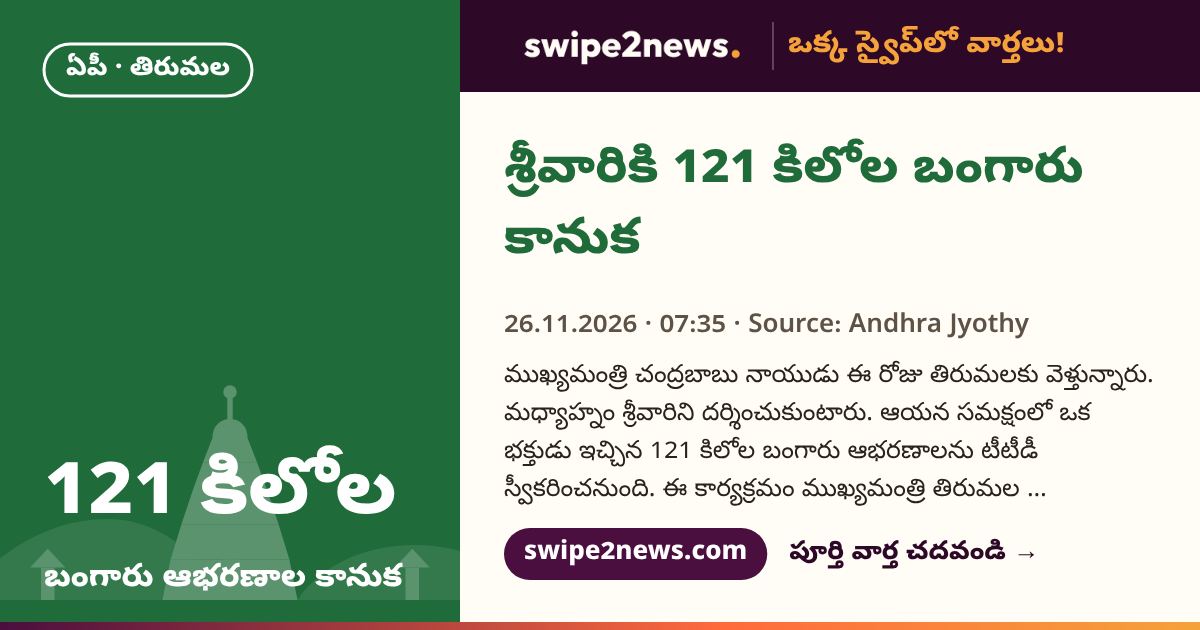 ఏపీ · తిరుమల
121 కిలోల
బంగారు ఆభరణాల కానుక
swipe2news.
ఒక్క స్వైప్‌లో వార్తలు!
శ్రీవారికి 121 కిలోల బంగారు
కానుక
26.11.2026 · 07:35 · Source: Andhra Jyothy
ముఖ్యమంత్రి చంద్రబాబు నాయుడు ఈ రోజు తిరుమలకు వెళ్తున్నారు.
మధ్యాహ్నం శ్రీవారిని దర్శించుకుంటారు. ఆయన సమక్షంలో ఒక
భక్తుడు ఇచ్చిన 121 కిలోల బంగారు ఆభరణాలను టీటీడీ
స్వీకరించనుంది. ఈ కార్యక్రమం ముఖ్యమంత్రి తిరుమల ...
swipe2news.com
పూర్తి వార్త చదవండి →